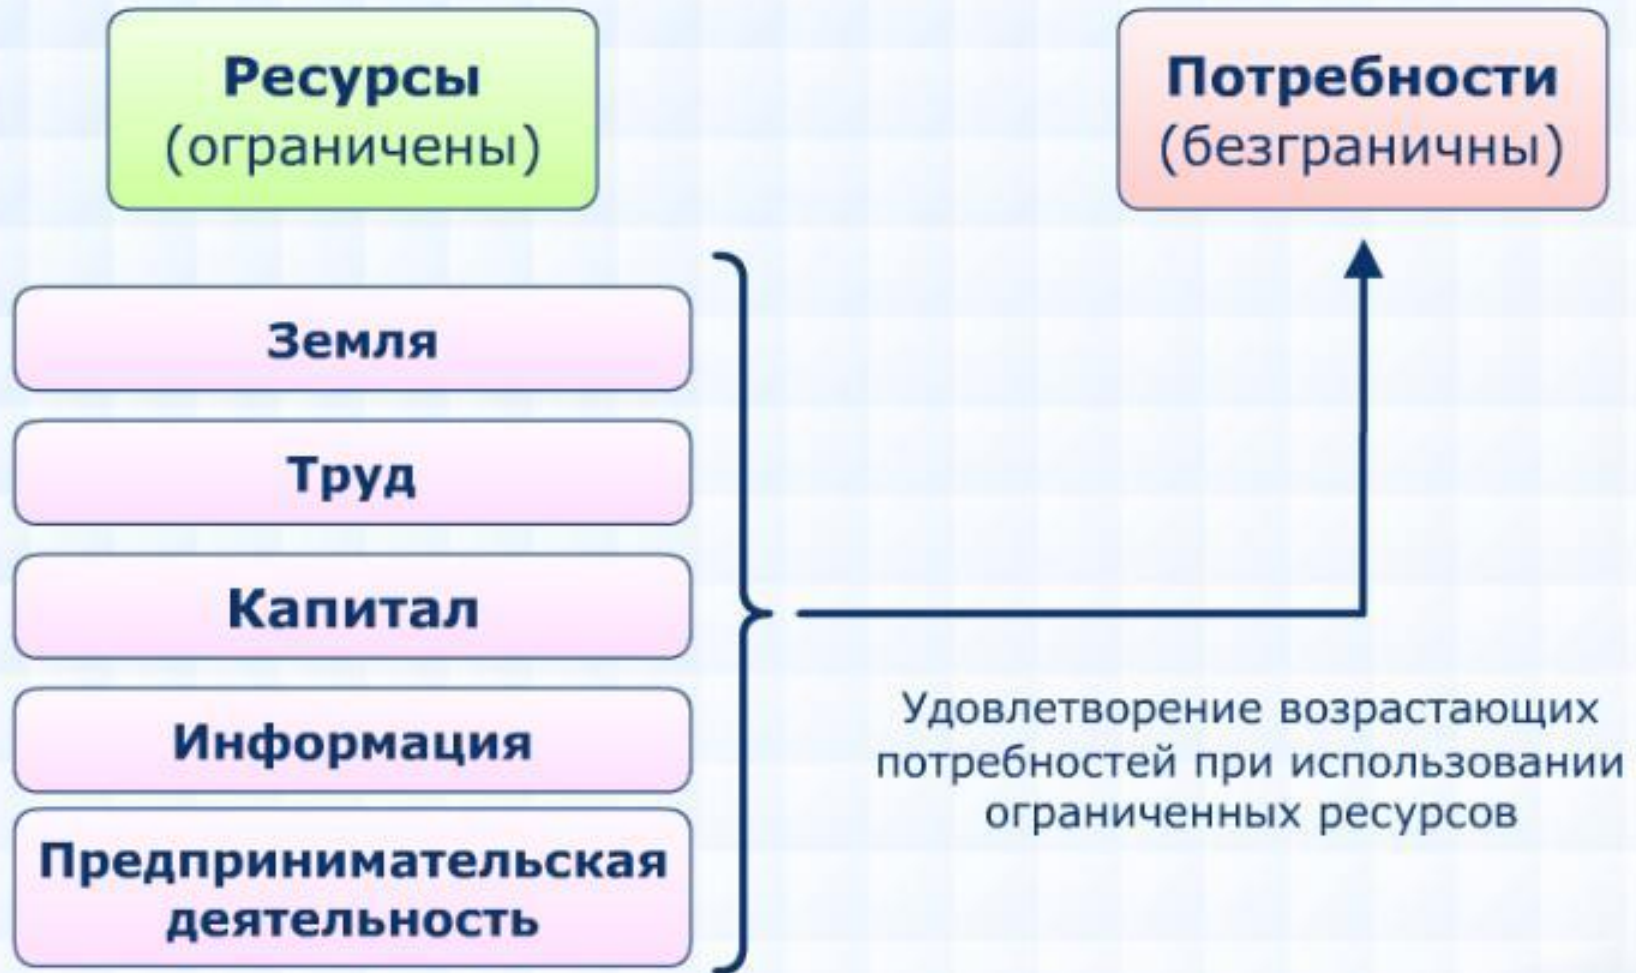 Ресурсы
(ограничены)
Потребности
(безграничны)
Земля
Труд
Капитал
Информация
Предпринимательская
деятельность
Удовлетворение возрастающих
потребностей при использовании
ограниченных ресурсов